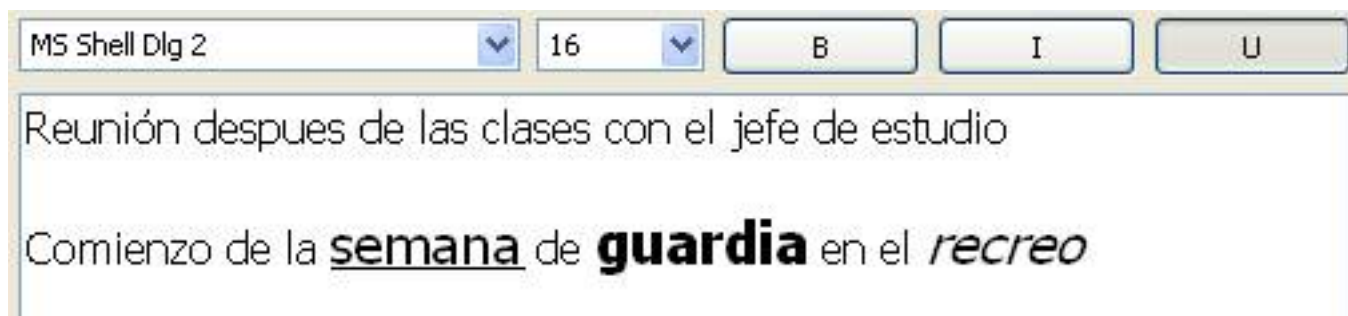 MS Shell Dlg 2 16 B I U
Reunión despues de las clases con el jefe de estudio
Comienzo de la semana de guardia en el recreo